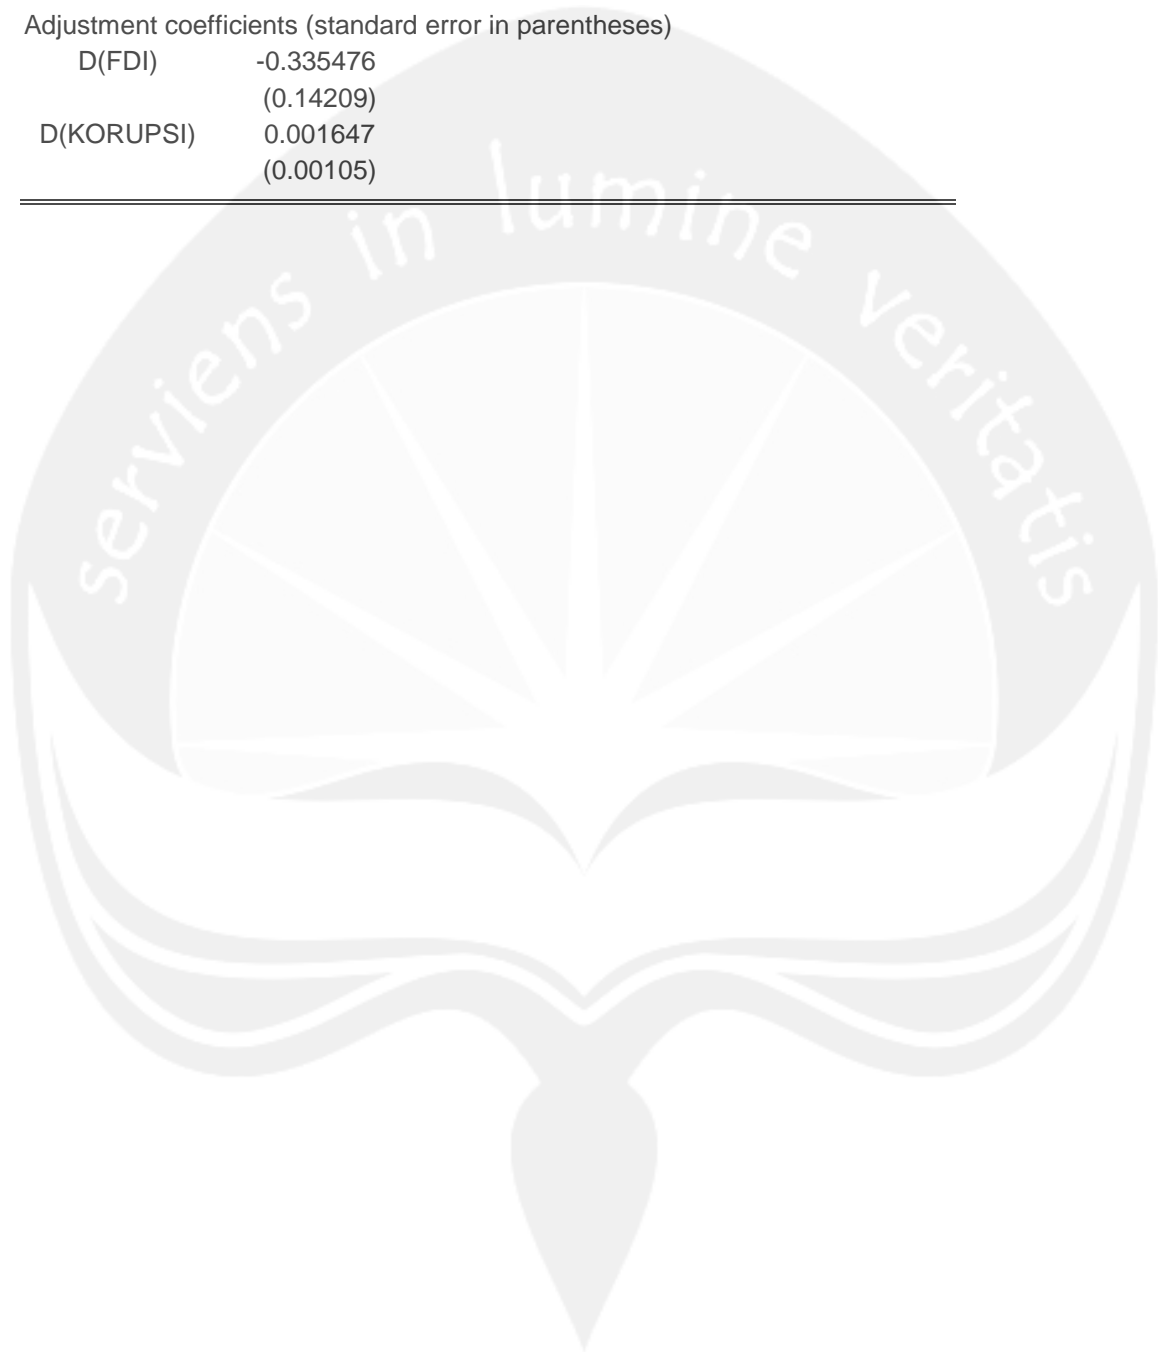 Adjustment coefficients (standard error in parentheses)
D(FDI) -0.335476
(0.14209)
D(KORUPSI) 0.001647
(0.00105)
serviens in lumine veritatis